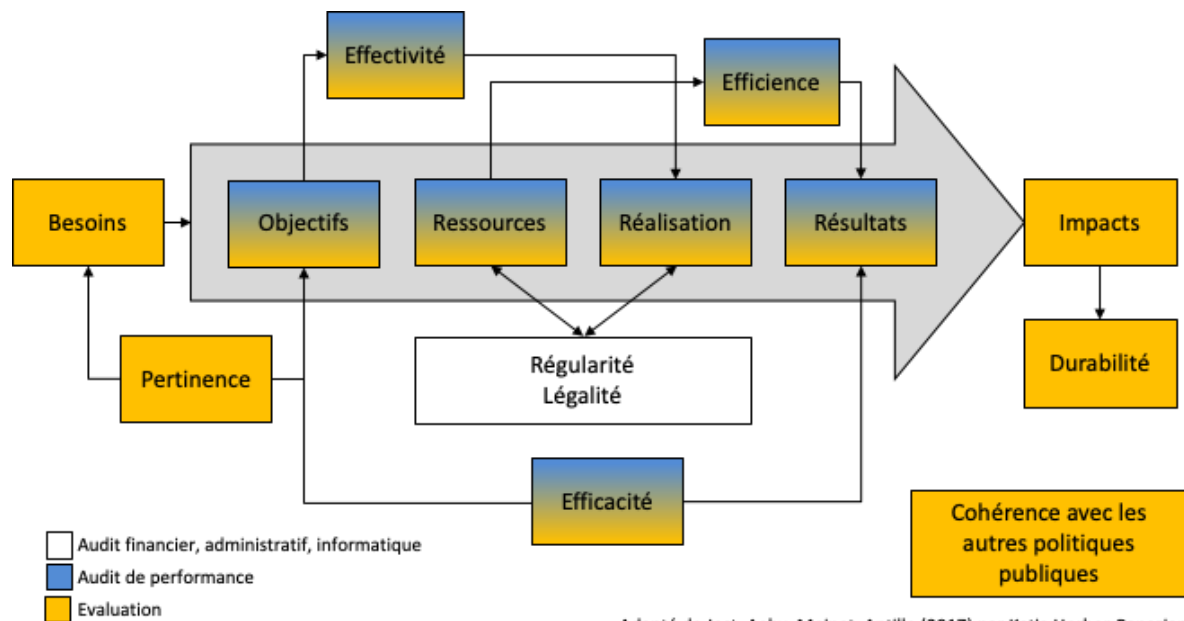 Effectivité
Efficience
Besoins
Objectifs
Ressources
Réalisation
Résultats
Impacts
Pertinence
Régularité
Légalité
Durabilité
Efficacité
Cohérence avec les
autres politiques
publiques
Audit financier, administratif, informatique
Audit de performance
Evaluation